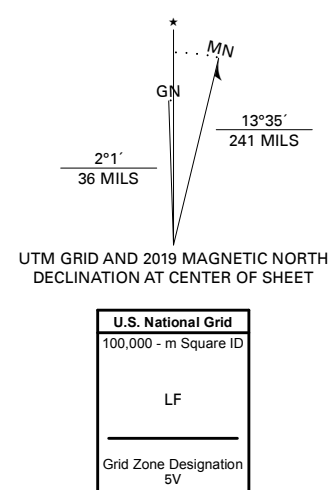 ★
MN
GN
13°35´
241 MILS
2°1´
36 MILS
UTM GRID AND 2019 MAGNETIC NORTH
DECLINATION AT CENTER OF SHEET
U.S. National Grid
100,000 - m Square ID
LF
Grid Zone Designation
5V